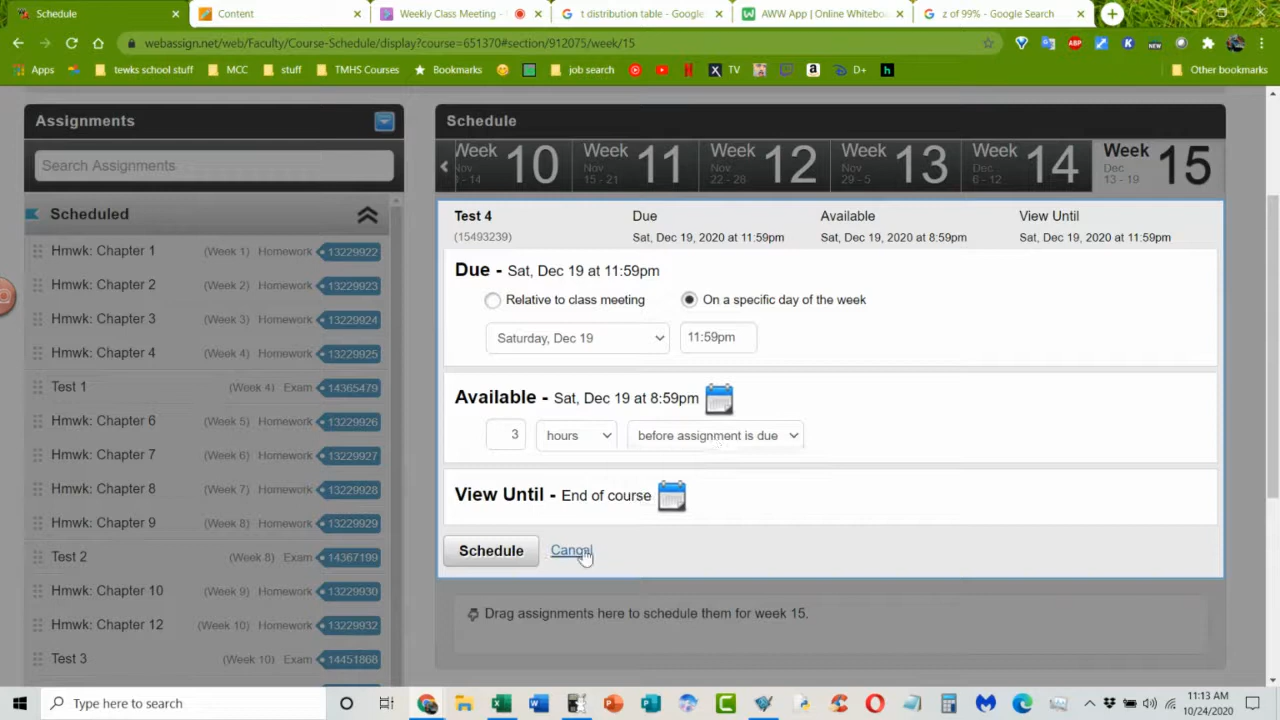 Schedule
Content
Weekly Class Meeting -
t distribution table - Google
AWW App | Online Whiteboa
z of 99% - Google Search
webassign.net/web/Faculty/Course-Schedule/display?course=651370#section/912075/week/15
Apps
tewks school stuff
MCC
stuff
TMHS Courses
Bookmarks
TV
job search
D+
Other bookmarks
Assignments
Search Assignments
Scheduled
Hmwk: Chapter 1 (Week 1) Homework 13229922
Hmwk: Chapter 2 (Week 2) Homework 13229923
Hmwk: Chapter 3 (Week 3) Homework 13229924
Hmwk: Chapter 4 (Week 4) Homework 13229925
Test 1 (Week 4) Exam 14365479
Hmwk: Chapter 6 (Week 5) Homework 13229926
Hmwk: Chapter 7 (Week 6) Homework 13229927
Hmwk: Chapter 8 (Week 7) Homework 13229928
Hmwk: Chapter 9 (Week 8) Homework 13229929
Test 2 (Week 8) Exam 14367199
Hmwk: Chapter 10 (Week 9) Homework 13229930
Hmwk: Chapter 12 (Week 10) Homework 13229932
Test 3 (Week 10) Exam 14451868
Schedule
Week 10
- 14
Week 11 Nov 15 - 21
Week 12 Nov 22 - 28
Week 13 Nov 29 - 5
Week 14 Dec 6 - 12
Week 15 Dec 13 - 19
Test 4 Due Available View Until
(15493239) Sat, Dec 19, 2020 at 11:59pm Sat, Dec 19, 2020 at 8:59pm Sat, Dec 19, 2020 at 11:59pm
Due - Sat, Dec 19 at 11:59pm
Relative to class meeting On a specific day of the week
Saturday, Dec 19 11:59pm
Available - Sat, Dec 19 at 8:59pm
3 hours before assignment is due
View Until - End of course
Schedule Cancel
Drag assignments here to schedule them for week 15.
Type here to search
11:13 AM
10/24/2020